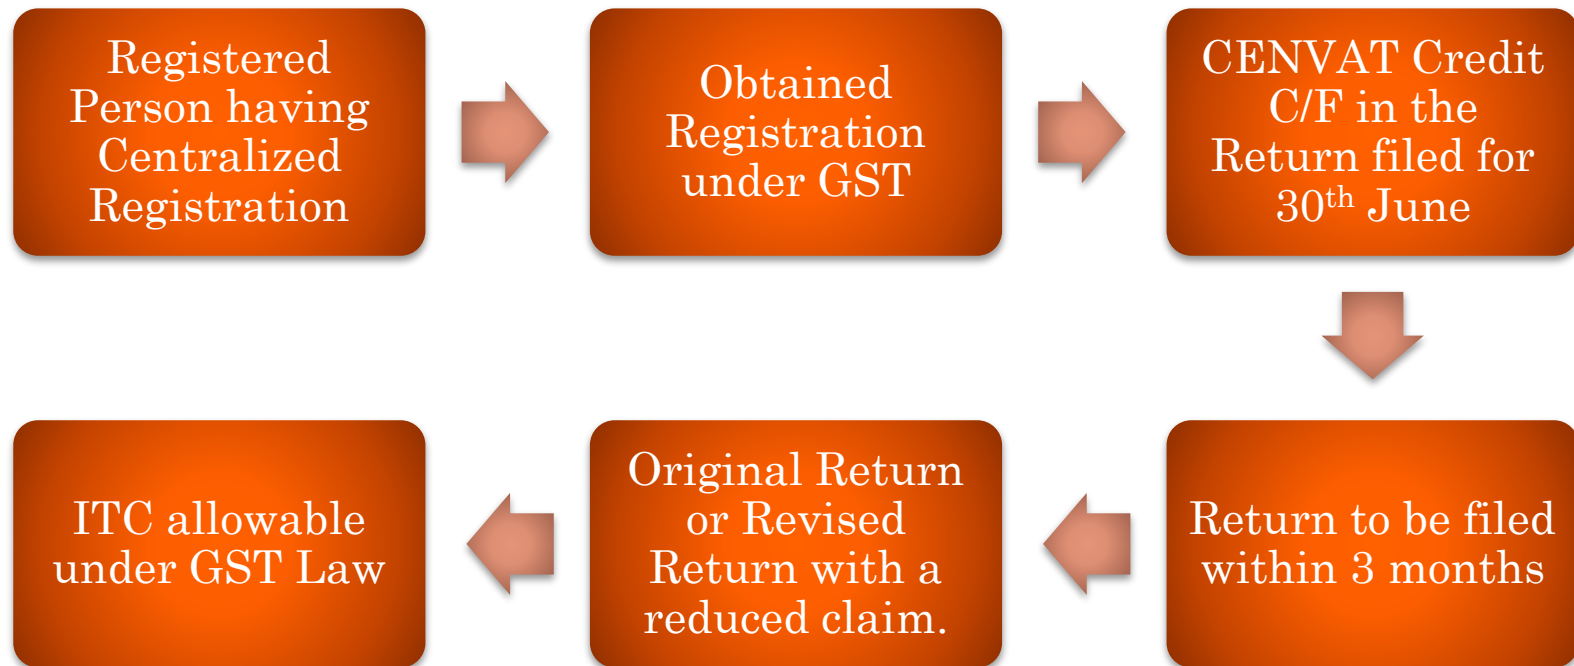 Registered
Person having
Centralized
Registration
Obtained
Registration
under GST
CENVAT Credit
C/F in the
Return filed for
30th June
Return to be filed
within 3 months
Original Return
or Revised
Return with a
reduced claim.
ITC allowable
under GST Law